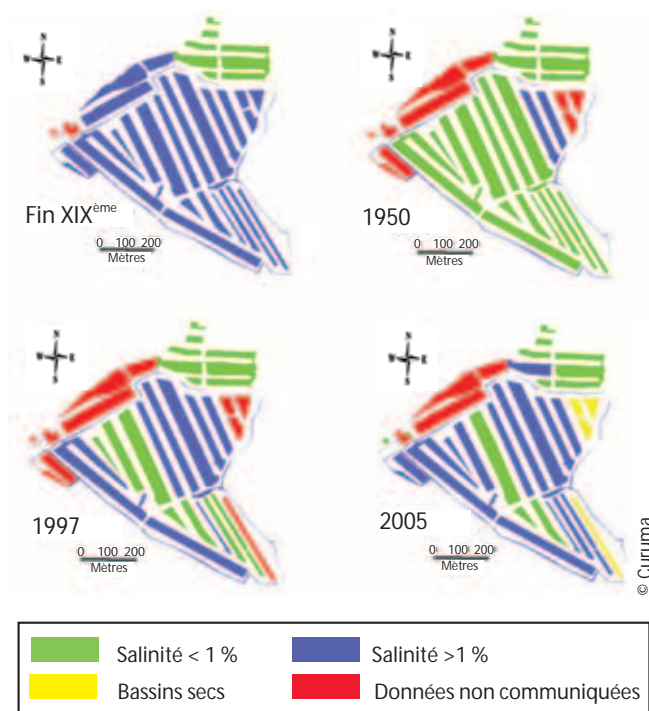 N
W E
S
Fin XIXème
0 100 200
Mètres
N
W E
S
1950
0 100 200
Mètres
N
W E
S
1997
0 100 200
Mètres
N
W E
S
2005
0 100 200
Mètres
© Curuma
Salinité < 1 %
Salinité >1 %
Bassins secs
Données non communiquées